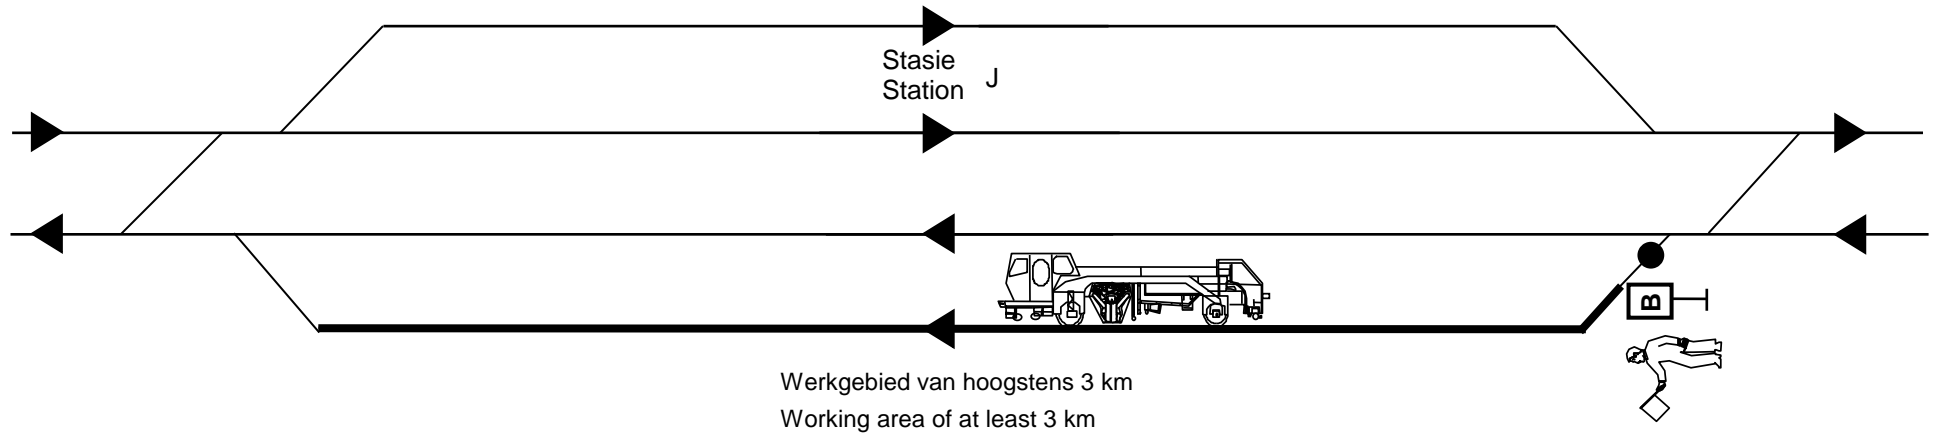 Stasie
Station J
B
Werkgebied van hoogstens 3 km
Working area of at least 3 km